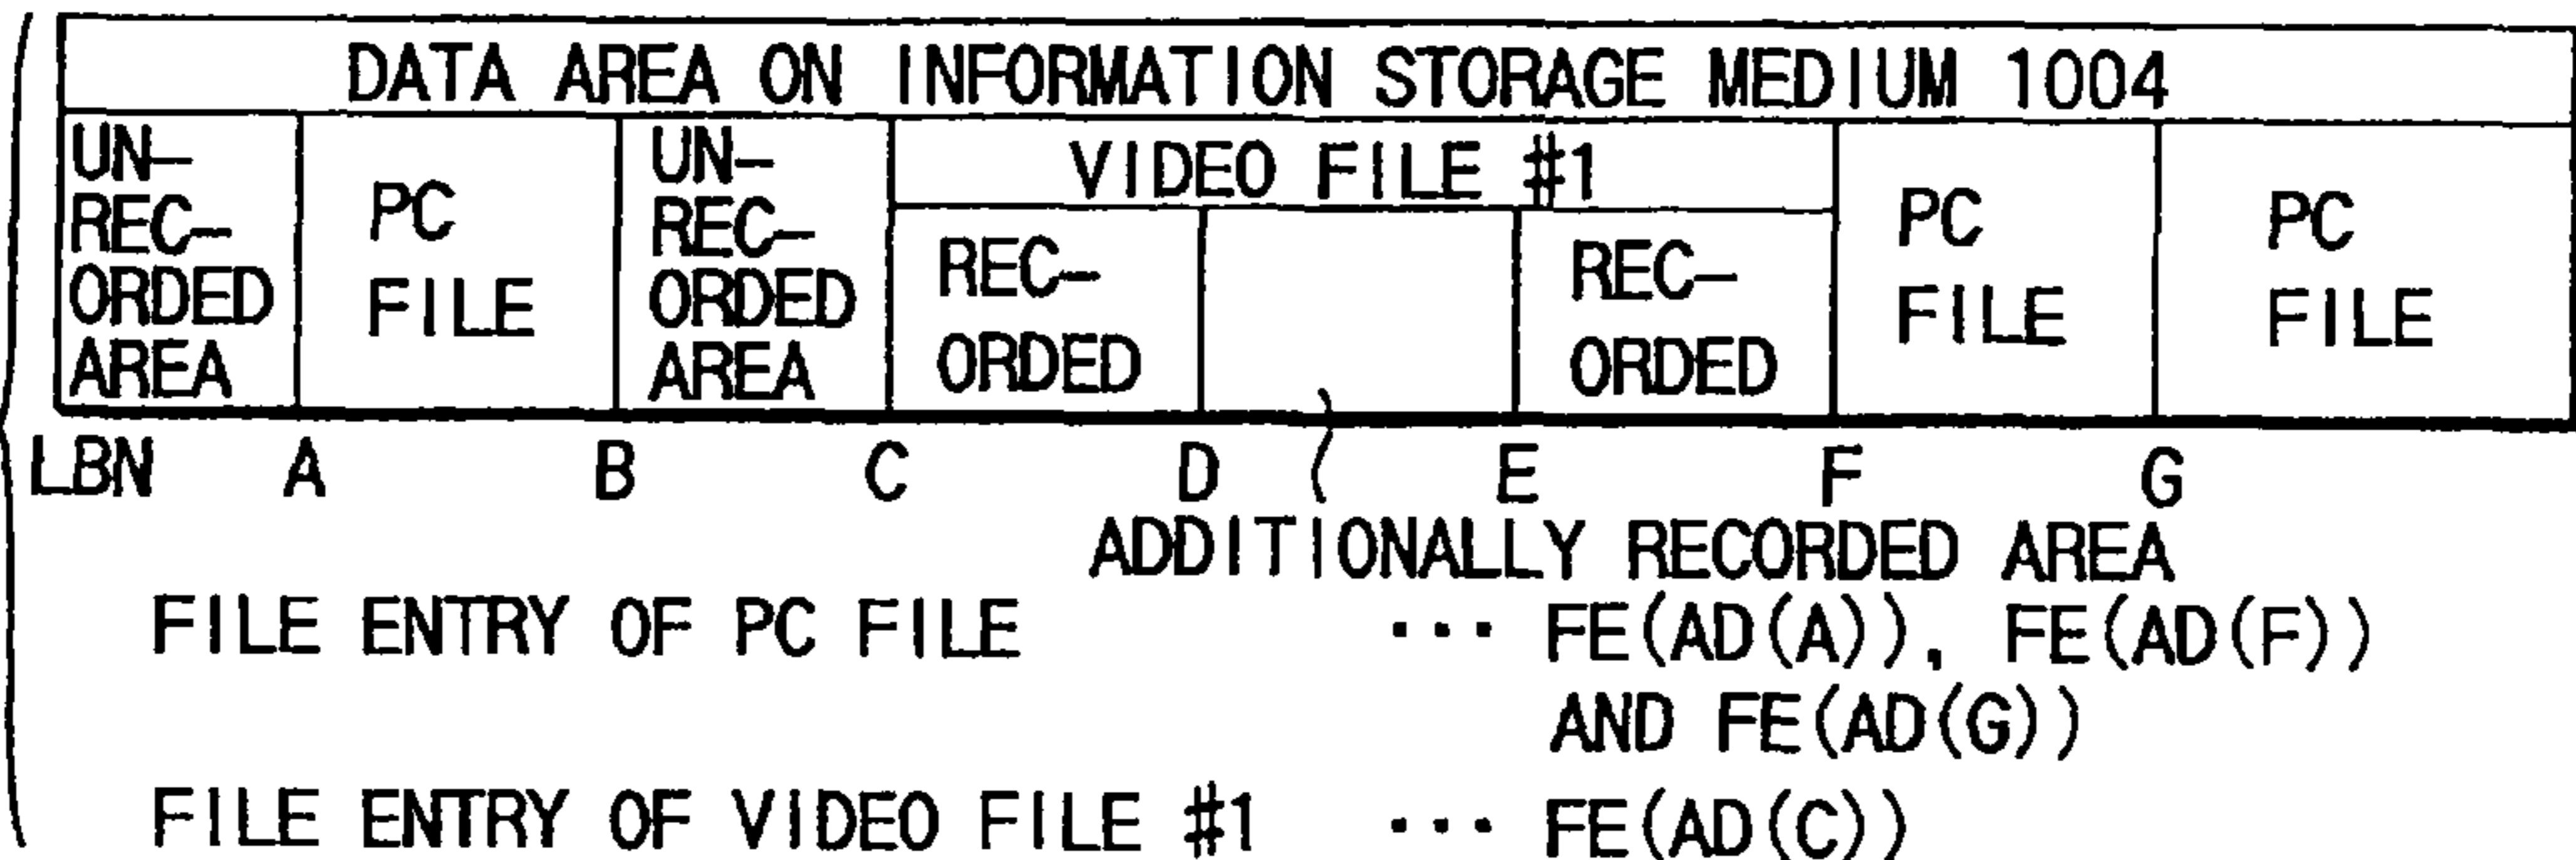 DATA AREA ON INFORMATION STORAGE MEDIUM 1004
UN-
REC-
ORDED
AREA
PC
FILE
UN-
REC-
ORDED
AREA
VIDEO FILE #1
REC-
ORDED
REC-
ORDED
PC
FILE
PC
FILE
LBN A B C D E F G
ADDITIONALLY RECORDED AREA
FILE ENTRY OF PC FILE ··· FE(AD(A)), FE(AD(F))
AND FE(AD(G))
FILE ENTRY OF VIDEO FILE #1 ··· FE(AD(C))